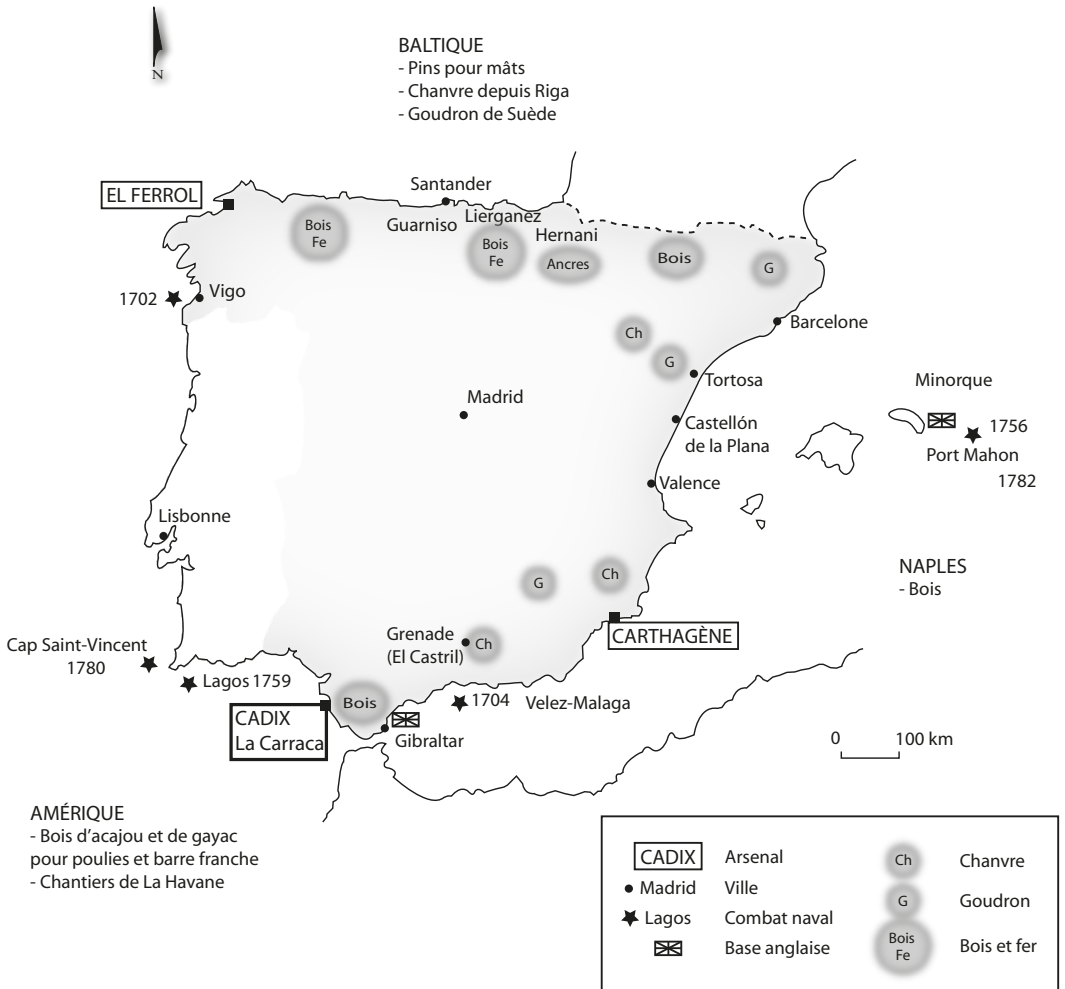 N
BALTIQUE
- Pins pour mâts
- Chanvre depuis Riga
- Goudron de Suède
EL FERROL
Santander
Guarniso
Lierganez
Hernani
Bois
Fe
Bois
Fe
Ancres
Bois
G
1702
Vigo
Barcelone
Ch
G
Tortosa
Madrid
Castellón
de la Plana
Minorque
1756
Port Mahon
1782
Valence
Lisbonne
NAPLES
- Bois
G
Ch
CARTHAGÈNE
Grenade
(El Castril)
Ch
Cap Saint-Vincent
1780
Lagos 1759
Bois
1704
Velez-Malaga
CADIX
La Carraca
Gibraltar
0
100 km
AMÉRIQUE
- Bois d'acajou et de gayac
pour poulies et barre franche
- Chantiers de La Havane
CADIX Arsenal
Madrid Ville
Lagos Combat naval
Base anglaise
Ch Chanvre
G Goudron
Bois
Fe
Bois et fer